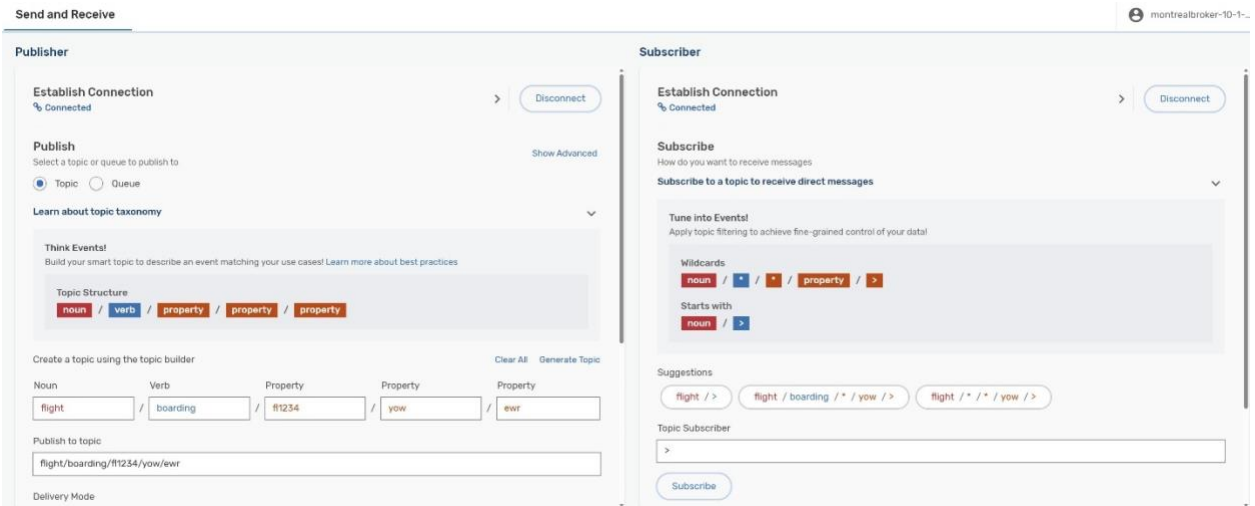 Send and Receive
montrealbroker-10-1-...
Publisher
Establish Connection
Connected
Disconnect
Publish
Select a topic or queue to publish to
Show Advanced
Topic Queue
Learn about topic taxonomy
Think Events!
Build your smart topic to describe an event matching your use cases! Learn more about best practices
Topic Structure
noun / verb / property / property / property
Create a topic using the topic builder
Clear All Generate Topic
Noun Verb Property Property Property
flight / boarding / fl1234 / yow / ewr
Publish to topic
flight/boarding/fl1234/yow/ewr
Delivery Mode
Subscriber
Establish Connection
Connected
Disconnect
Subscribe
How do you want to receive messages
Subscribe to a topic to receive direct messages
Tune into Events!
Apply topic filtering to achieve fine-grained control of your data!
Wildcards
noun / * / * / property / >
Starts with
noun / >
Suggestions
flight / > flight / boarding / * / yow / > flight / * / * / yow / >
Topic Subscriber
>
Subscribe